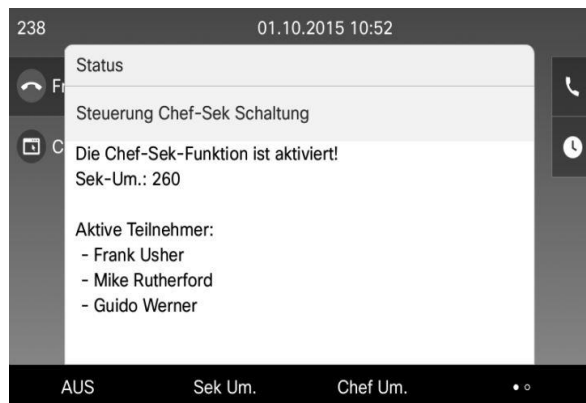 238 01.10.2015 10:52
Status
Fr
Steuerung Chef-Sek Schaltung
C
Die Chef-Sek-Funktion ist aktiviert!
Sek-Um.: 260
Aktive Teilnehmer:
- Frank Usher
- Mike Rutherford
- Guido Werner
AUS Sek Um. Chef Um.